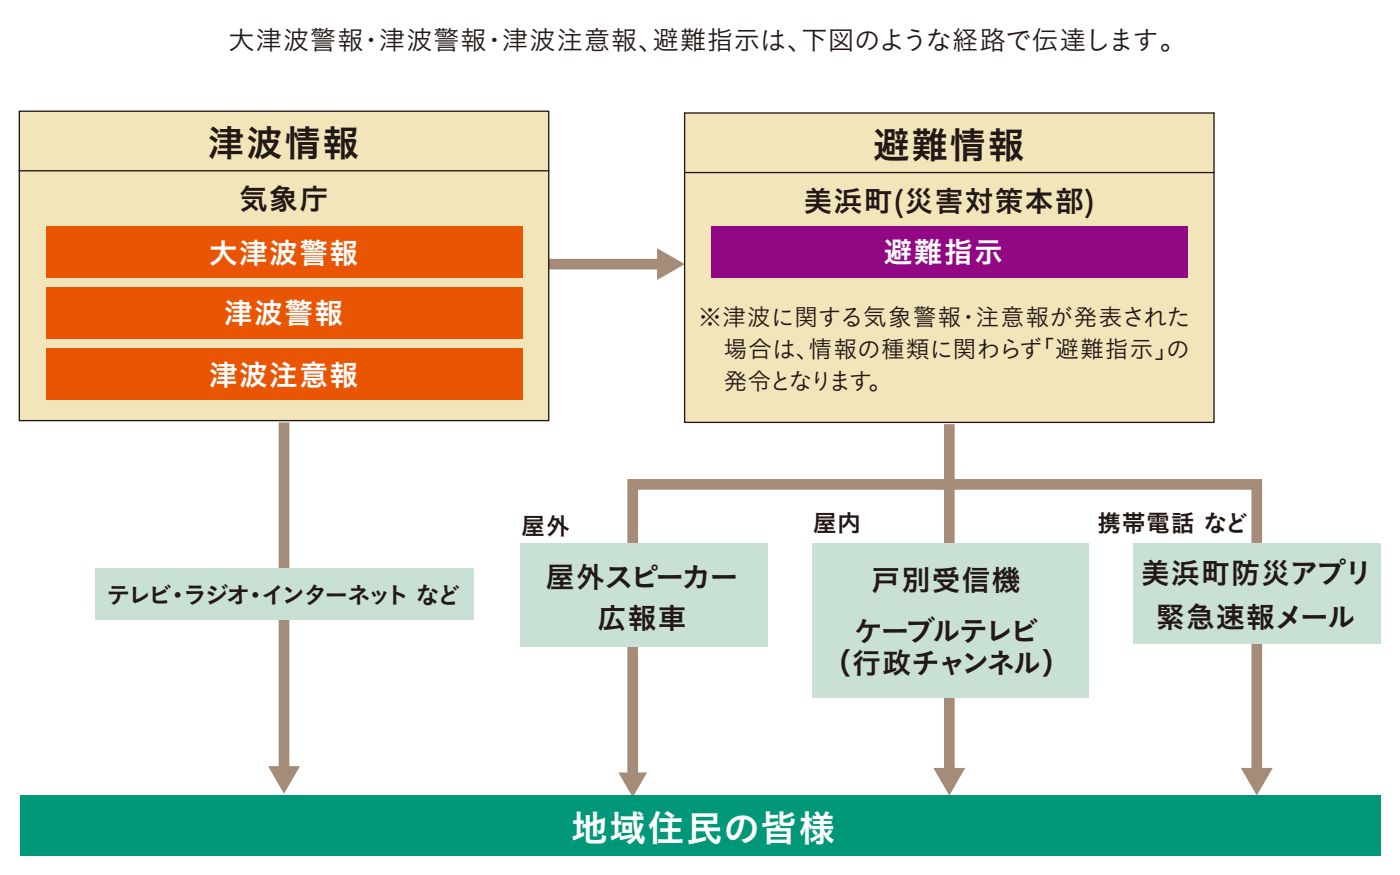 大津波警報・津波警報・津波注意報、避難指示は、下図のような経路で伝達します。
津波情報
気象庁
大津波警報
津波警報
津波注意報
避難情報
美浜町(災害対策本部)
避難指示
※津波に関する気象警報・注意報が発表された
場合は、情報の種類に関わらず「避難指示」の
発令となります。
テレビ・ラジオ・インターネット など
屋外
屋外スピーカー
広報車
屋内
戸別受信機
ケーブルテレビ
(行政チャンネル)
携帯電話 など
美浜町防災アプリ
緊急速報メール
地域住民の皆様